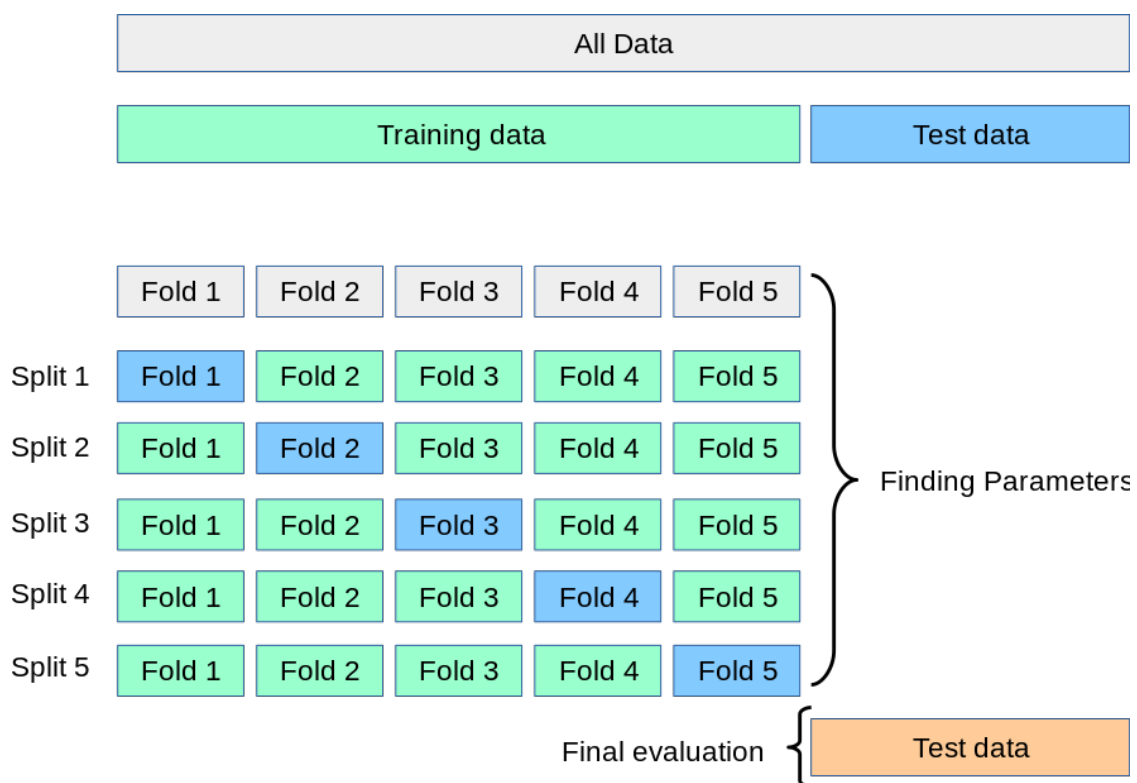 All Data
Training data Test data
Fold 1 Fold 2 Fold 3 Fold 4 Fold 5
Split 1 Fold 1 Fold 2 Fold 3 Fold 4 Fold 5
Split 2 Fold 1 Fold 2 Fold 3 Fold 4 Fold 5
Finding Parameters
Split 3 Fold 1 Fold 2 Fold 3 Fold 4 Fold 5
Split 4 Fold 1 Fold 2 Fold 3 Fold 4 Fold 5
Split 5 Fold 1 Fold 2 Fold 3 Fold 4 Fold 5
Final evaluation Test data